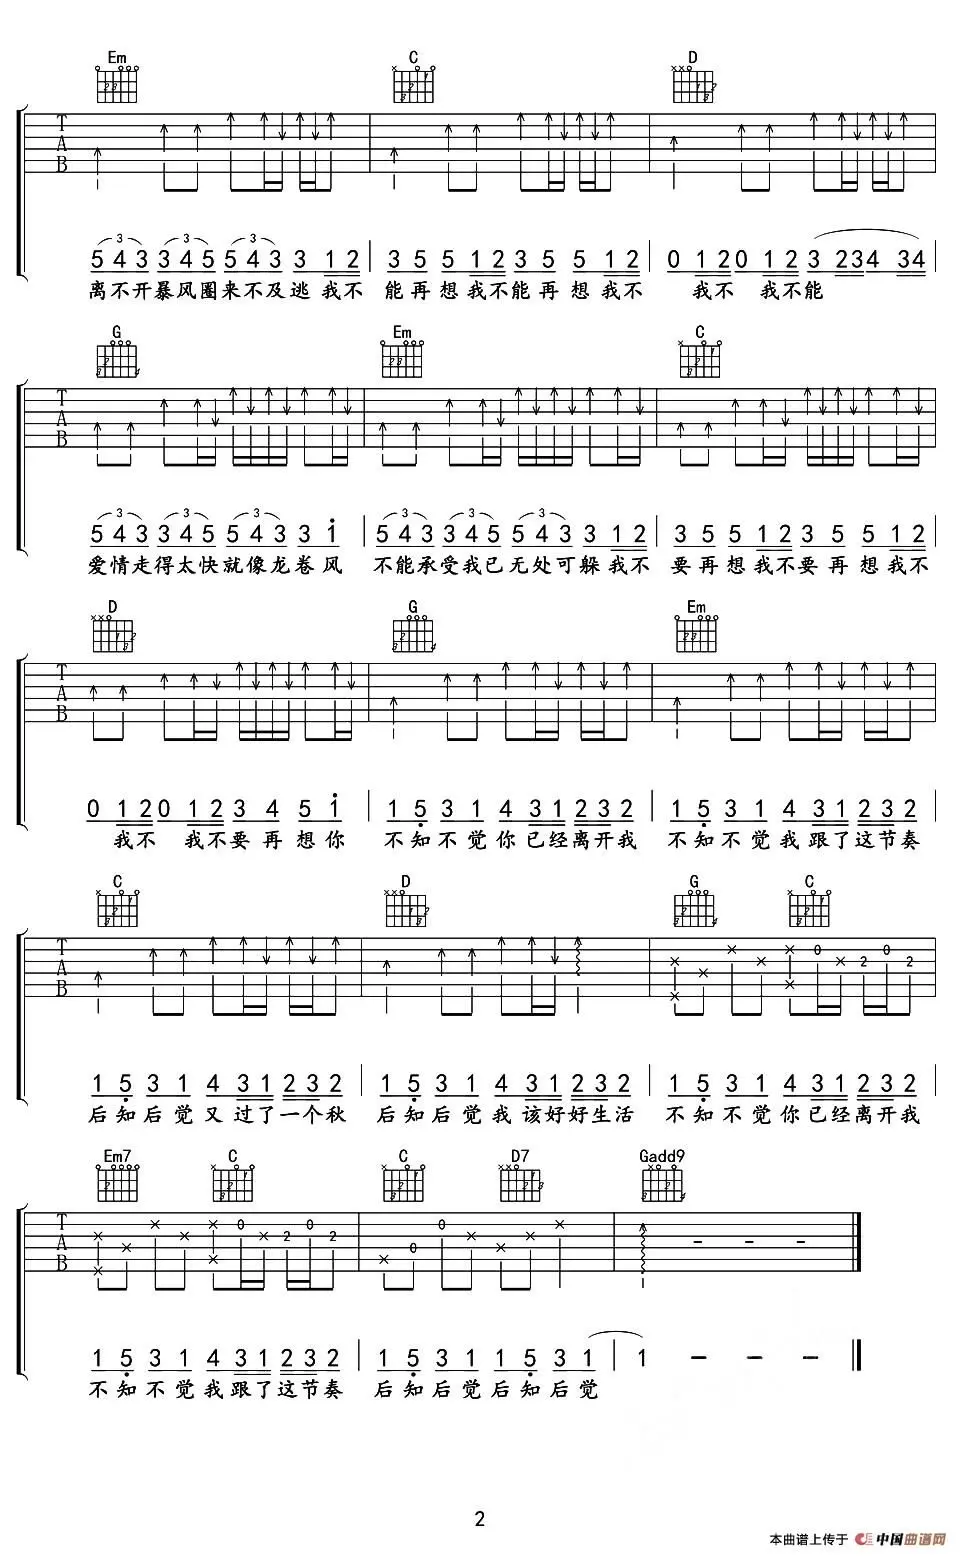 Em C D
TAB
5 4 3 3 4 5 5 4 3 3 1 2 | 3 5 5 1 2 3 5 5 1 2 | 0 1 2 0 1 2 3 2 3 4 3 4
离不开暴风圈来不及逃 我不 能再想我不能再想我不 我不 我不能
G Em C
TAB
5 4 3 3 4 5 5 4 3 3 3 1 | 5 4 3 3 4 5 5 4 3 3 1 2 | 3 5 5 1 2 3 5 5 1 2
爱情走得太快就像龙卷风 不能承受我已无处可躲我不 要再想我不要再想我不
D G Em
TAB
0 1 2 0 1 2 3 4 5 1 | 1 5 3 1 4 3 1 2 3 2 | 1 5 3 1 4 3 1 2 3 2
我不 我不要再想你 不知不觉你已经离开我 不知不觉我跟了这节奏
C D G C
TAB
0 2 0 2
1 5 3 1 4 3 1 2 3 2 | 1 5 3 1 4 3 1 2 3 2 | 1 5 3 1 4 3 1 2 3 2
后知后觉又过了一个秋 后知后觉我该好好生活 不知不觉你已经离开我
Em7 C C D7 Gadd9
TAB
0 2 0 2 0 0 - - -
1 5 3 1 4 3 1 2 3 2 | 1 5 3 1 5 3 1 5 3 1 | 1 - - -
不知不觉我跟了这节奏 后知后觉后知后觉
2
本曲谱上传于 中国曲谱网